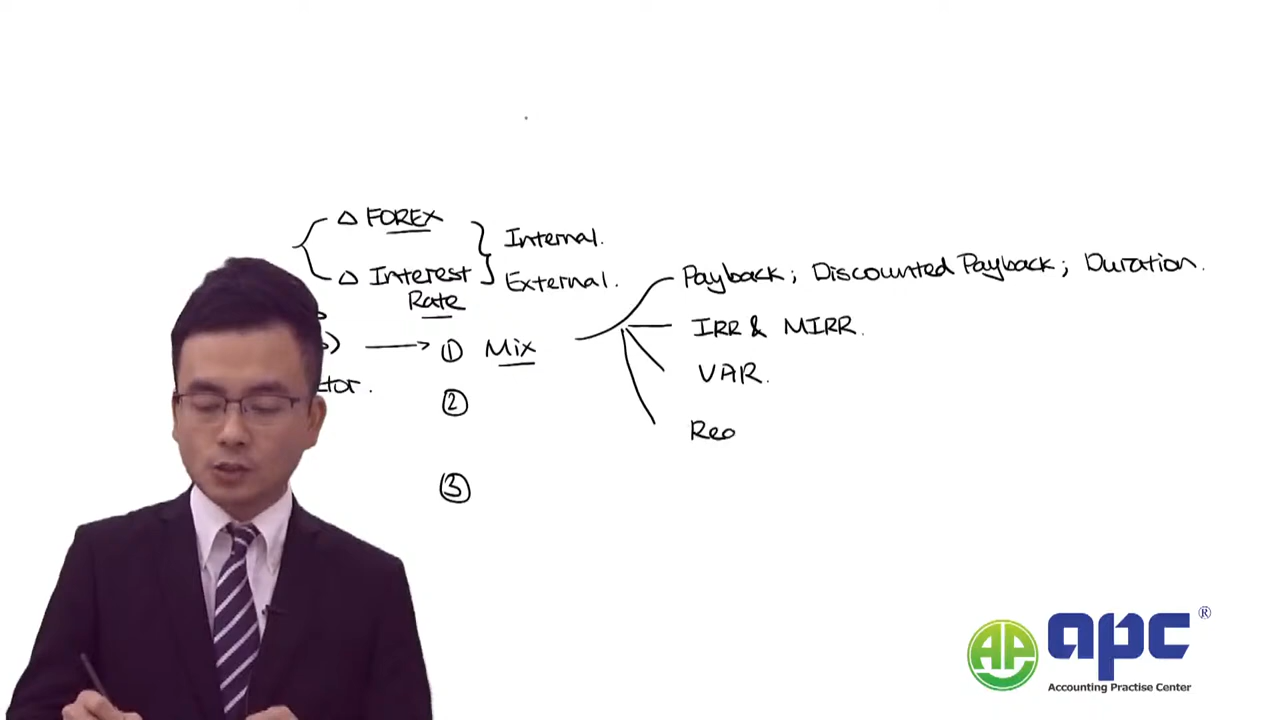 △ FOREX
Internal.
△ Interest Rate
External.
Payback; Discounted Payback; Duration.
① Mix
IRR & MIRR.
VAR.
②
Reo
③
apc®
Accounting Practise Center